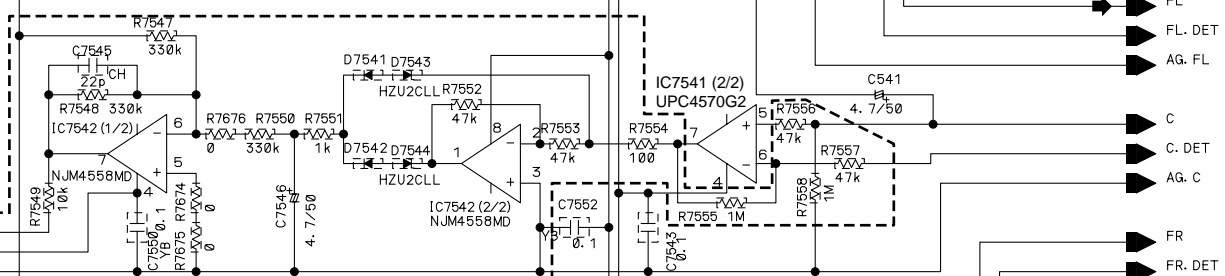 FL
R7547
330k
FL. DET
C7545
CH
22p
R7548 330k
D7541 D7543
HZU2CLL
AG. FL
R7552
47k
IC7541 (2/2)
UPC4570G2
C541
4. 7/50
IC7542 (1/2)
6
7
5
4
NJM4558MD
R7676
0
R7550
330k
R7551
1k
8
2
1
3
R7553
47k
R7554
100
7
5
6
4
R7556
47k
C
R7557
47k
C. DET
D7542 D7544
HZU2CLL
IC7542 (2/2)
NJM4558MD
AG. C
R7549
10k
C7550
0. 1
YB
R7674
0
R7675
0
C7546
4. 7/50
C7552
YB
0. 1
C7543
0. 1
R7555 1M
R7558
1M
FR
FR. DET